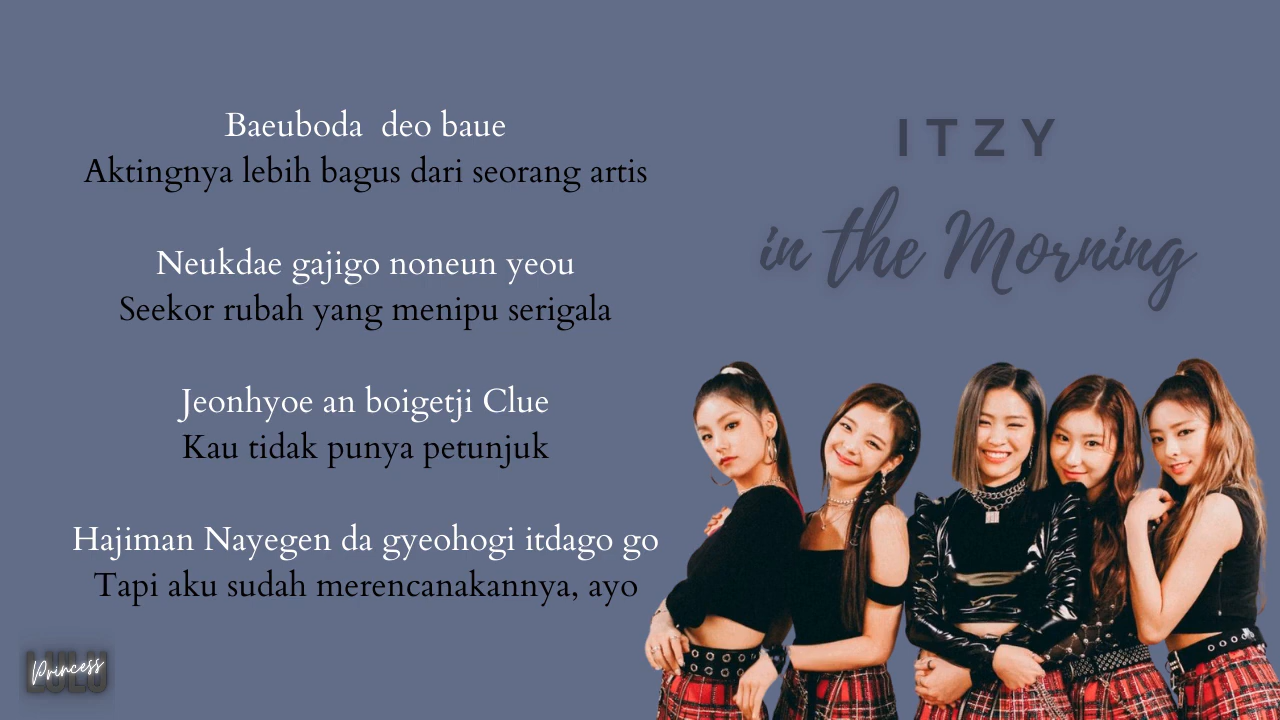 Baeuboda deo baue
Aktingnya lebih bagus dari seorang artis
Neukdae gajigo noneun yeou
Seekor rubah yang menipu serigala
Jeonhyoe an boigetji Clue
Kau tidak punya petunjuk
Hajiman Nayegen da gyeohogi itdago go
Tapi aku sudah merencanakannya, ayo
ITZY
in the Morning
Princess
LULU